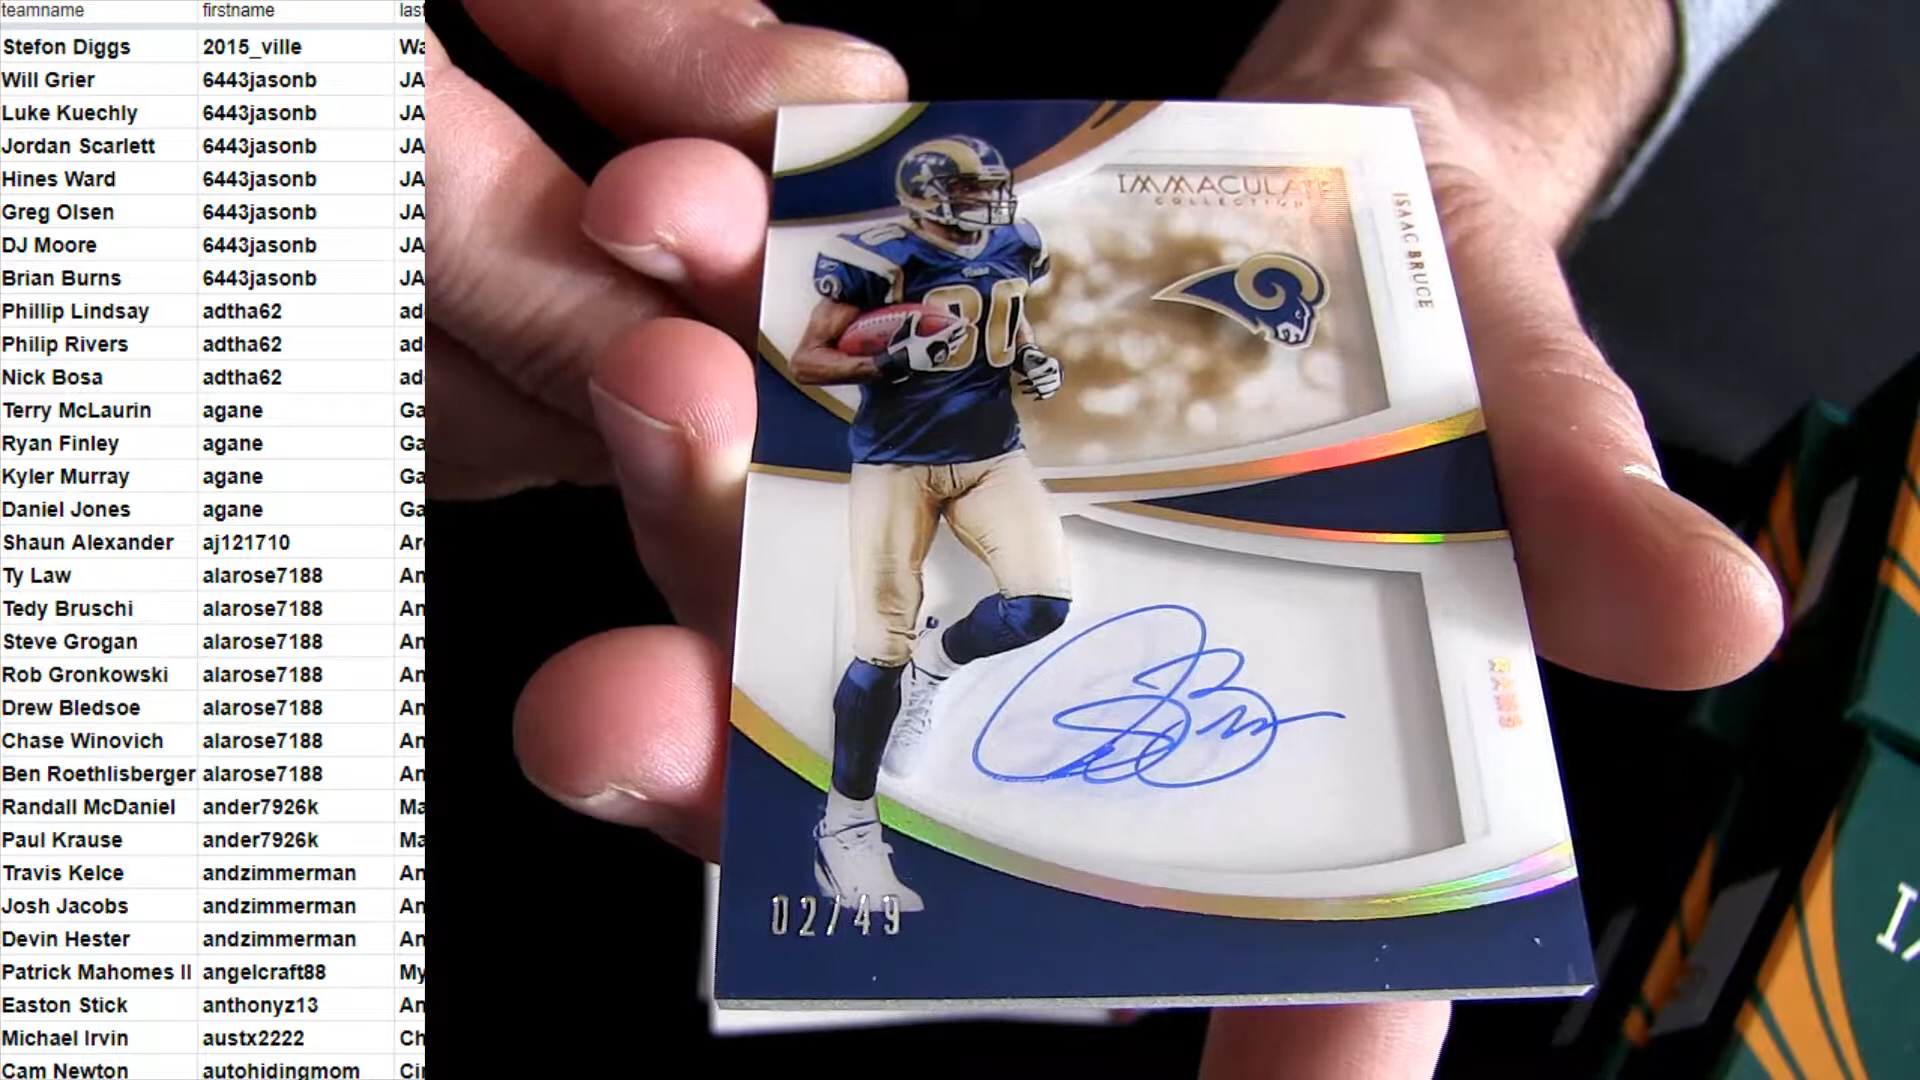 teamname firstname las
Stefon Diggs 2015_ville Wa
Will Grier 6443jasonb JA
Luke Kuechly 6443jasonb JA
Jordan Scarlett 6443jasonb JA
Hines Ward 6443jasonb JA
Greg Olsen 6443jasonb JA
DJ Moore 6443jasonb JA
Brian Burns 6443jasonb JA
Phillip Lindsay adtha62 ad
Philip Rivers adtha62 ad
Nick Bosa adtha62 ad
Terry McLaurin agane Ga
Ryan Finley agane Ga
Kyler Murray agane Ga
Daniel Jones agane Ga
Shaun Alexander aj121710 Ar
Ty Law alarose7188 An
Tedy Bruschi alarose7188 An
Steve Grogan alarose7188 An
Rob Gronkowski alarose7188 An
Drew Bledsoe alarose7188 An
Chase Winovich alarose7188 An
Ben Roethlisberger alarose7188 An
Randall McDaniel ander7926k Ma
Paul Krause ander7926k Ma
Travis Kelce andzimmerman An
Josh Jacobs andzimmerman An
Devin Hester andzimmerman An
Patrick Mahomes II angelcraft88 My
Easton Stick anthonyz13 An
Michael Irvin austx2222 Ch
Cam Newton autohidingmom Cin
IMMACULATE
COLLECTION
ISAAC BRUCE
80
RAMS
02/49